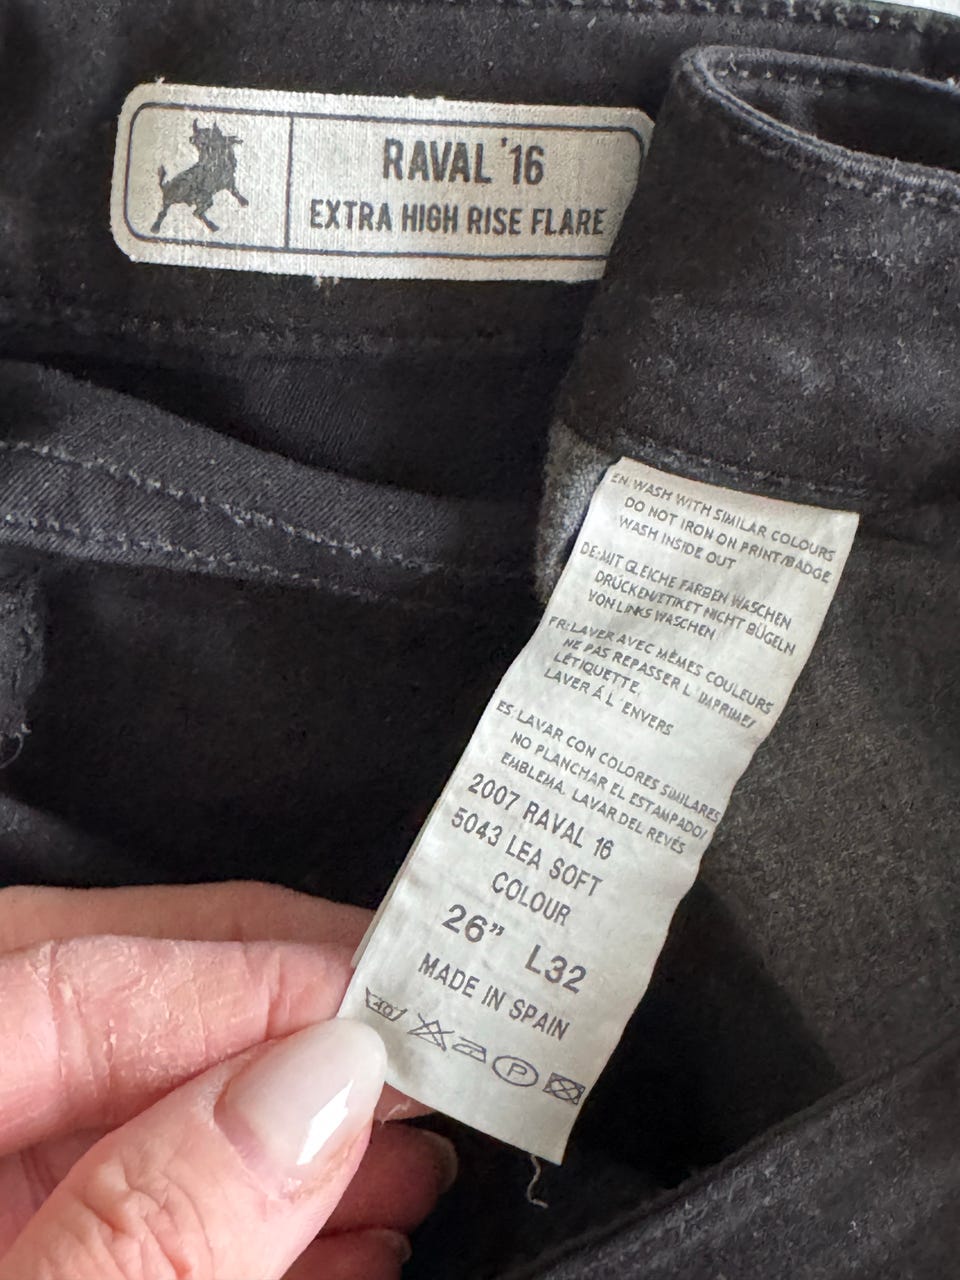 RAVAL '16
EXTRA HIGH RISE FLARE
EN: WASH WITH SIMILAR COLOURS
DO NOT IRON ON PRINT/BADGE
WASH INSIDE OUT
DE:MIT GLEICHE FARBEN WASCHEN
DRÜCKEN/ETIKET NICHT BÜGELN
VON LINKS WASCHEN
FR:LAVER AVEC MÊMES COULEURS
NE PAS REPASSER L'IMPRIME/
LÉTIQUETTE,
LAVER À L'ENVERS
ES: LAVAR CON COLORES SIMILARES
NO PLANCHAR EL ESTAMPADO/
EMBLEMA. LAVAR DEL REVÉS
2007 RAVAL 16
5043 LEA SOFT
COLOUR
26” L32
MADE IN SPAIN
P